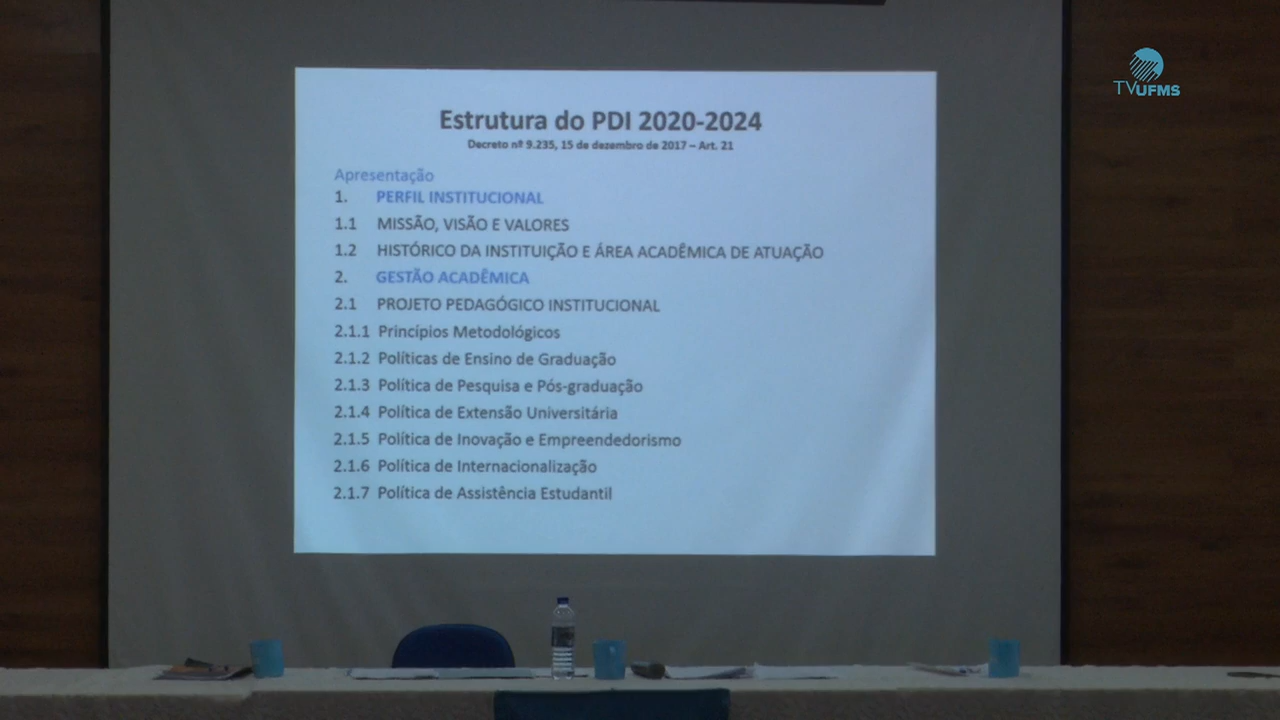 TVUFMS
Estrutura do PDI 2020-2024
Decreto nº 9.235, 15 de dezembro de 2017 – Art. 21
Apresentação
1. PERFIL INSTITUCIONAL
1.1 MISSÃO, VISÃO E VALORES
1.2 HISTÓRICO DA INSTITUIÇÃO E ÁREA ACADÊMICA DE ATUAÇÃO
2. GESTÃO ACADÊMICA
2.1 PROJETO PEDAGÓGICO INSTITUCIONAL
2.1.1 Princípios Metodológicos
2.1.2 Políticas de Ensino de Graduação
2.1.3 Política de Pesquisa e Pós-graduação
2.1.4 Política de Extensão Universitária
2.1.5 Política de Inovação e Empreendedorismo
2.1.6 Política de Internacionalização
2.1.7 Política de Assistência Estudantil